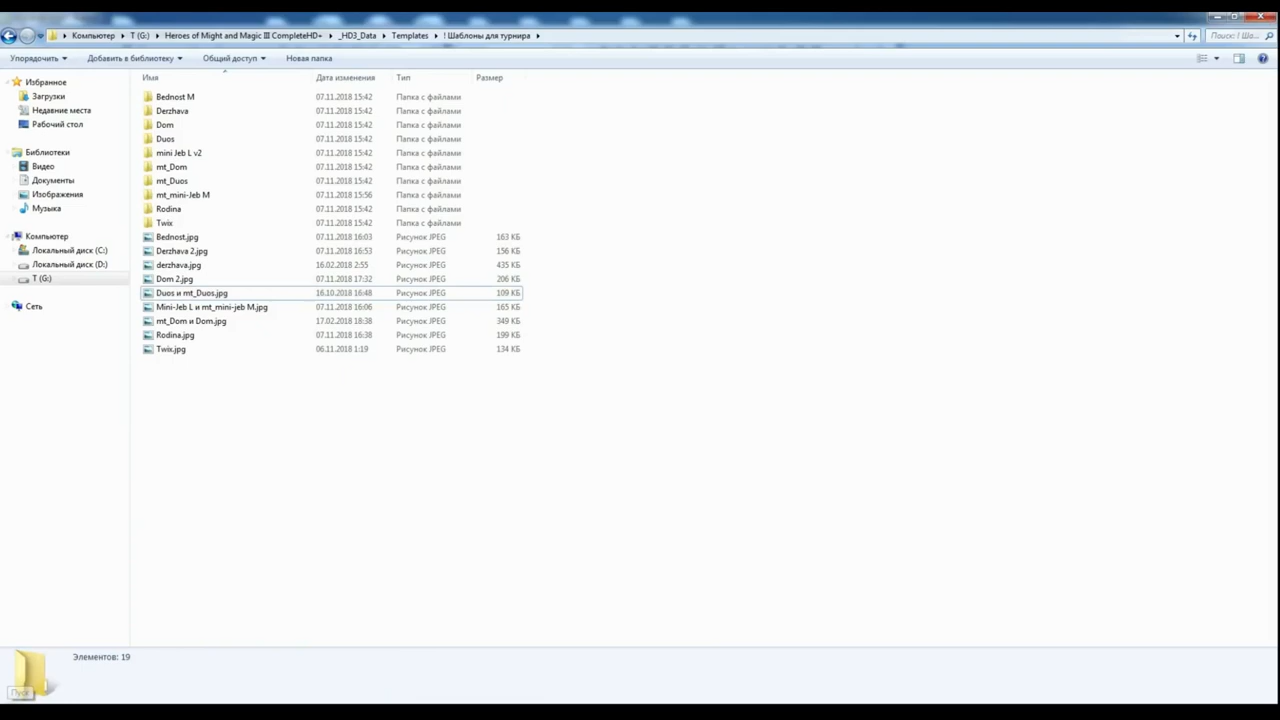 Компьютер ▸ T (G:) ▸ Heroes of Might and Magic III CompleteHD+ ▸ _HD3_Data ▸ Templates ▸ ! Шаблоны для турнира ▸ Поиск: ! Ша...
Упорядочить Добавить в библиотеку Общий доступ Новая папка
Имя Дата изменения Тип Размер
Избранное
Загрузки
Недавние места
Рабочий стол
Библиотеки
Видео
Документы
Изображения
Музыка
Компьютер
Локальный диск (C:)
Локальный диск (D:)
T (G:)
Сеть
Bednost M 07.11.2018 15:42 Папка с файлами
Derzhava 07.11.2018 15:42 Папка с файлами
Dom 07.11.2018 15:42 Папка с файлами
Duos 07.11.2018 15:42 Папка с файлами
mini Jeb L v2 07.11.2018 15:42 Папка с файлами
mt_Dom 07.11.2018 15:42 Папка с файлами
mt_Duos 07.11.2018 15:42 Папка с файлами
mt_mini-Jeb M 07.11.2018 15:56 Папка с файлами
Rodina 07.11.2018 15:42 Папка с файлами
Twix 07.11.2018 15:42 Папка с файлами
Bednost.jpg 07.11.2018 16:03 Рисунок JPEG 163 КБ
Derzhava 2.jpg 07.11.2018 16:53 Рисунок JPEG 156 КБ
derzhava.jpg 16.02.2018 2:55 Рисунок JPEG 435 КБ
Dom 2.jpg 07.11.2018 17:32 Рисунок JPEG 206 КБ
Duos и mt_Duos.jpg 16.10.2018 16:48 Рисунок JPEG 109 КБ
Mini-Jeb L и mt_mini-jeb M.jpg 07.11.2018 16:06 Рисунок JPEG 165 КБ
mt_Dom и Dom.jpg 17.02.2018 18:38 Рисунок JPEG 349 КБ
Rodina.jpg 07.11.2018 16:38 Рисунок JPEG 199 КБ
Twix.jpg 06.11.2018 1:19 Рисунок JPEG 134 КБ
Элементов: 19
Пуск